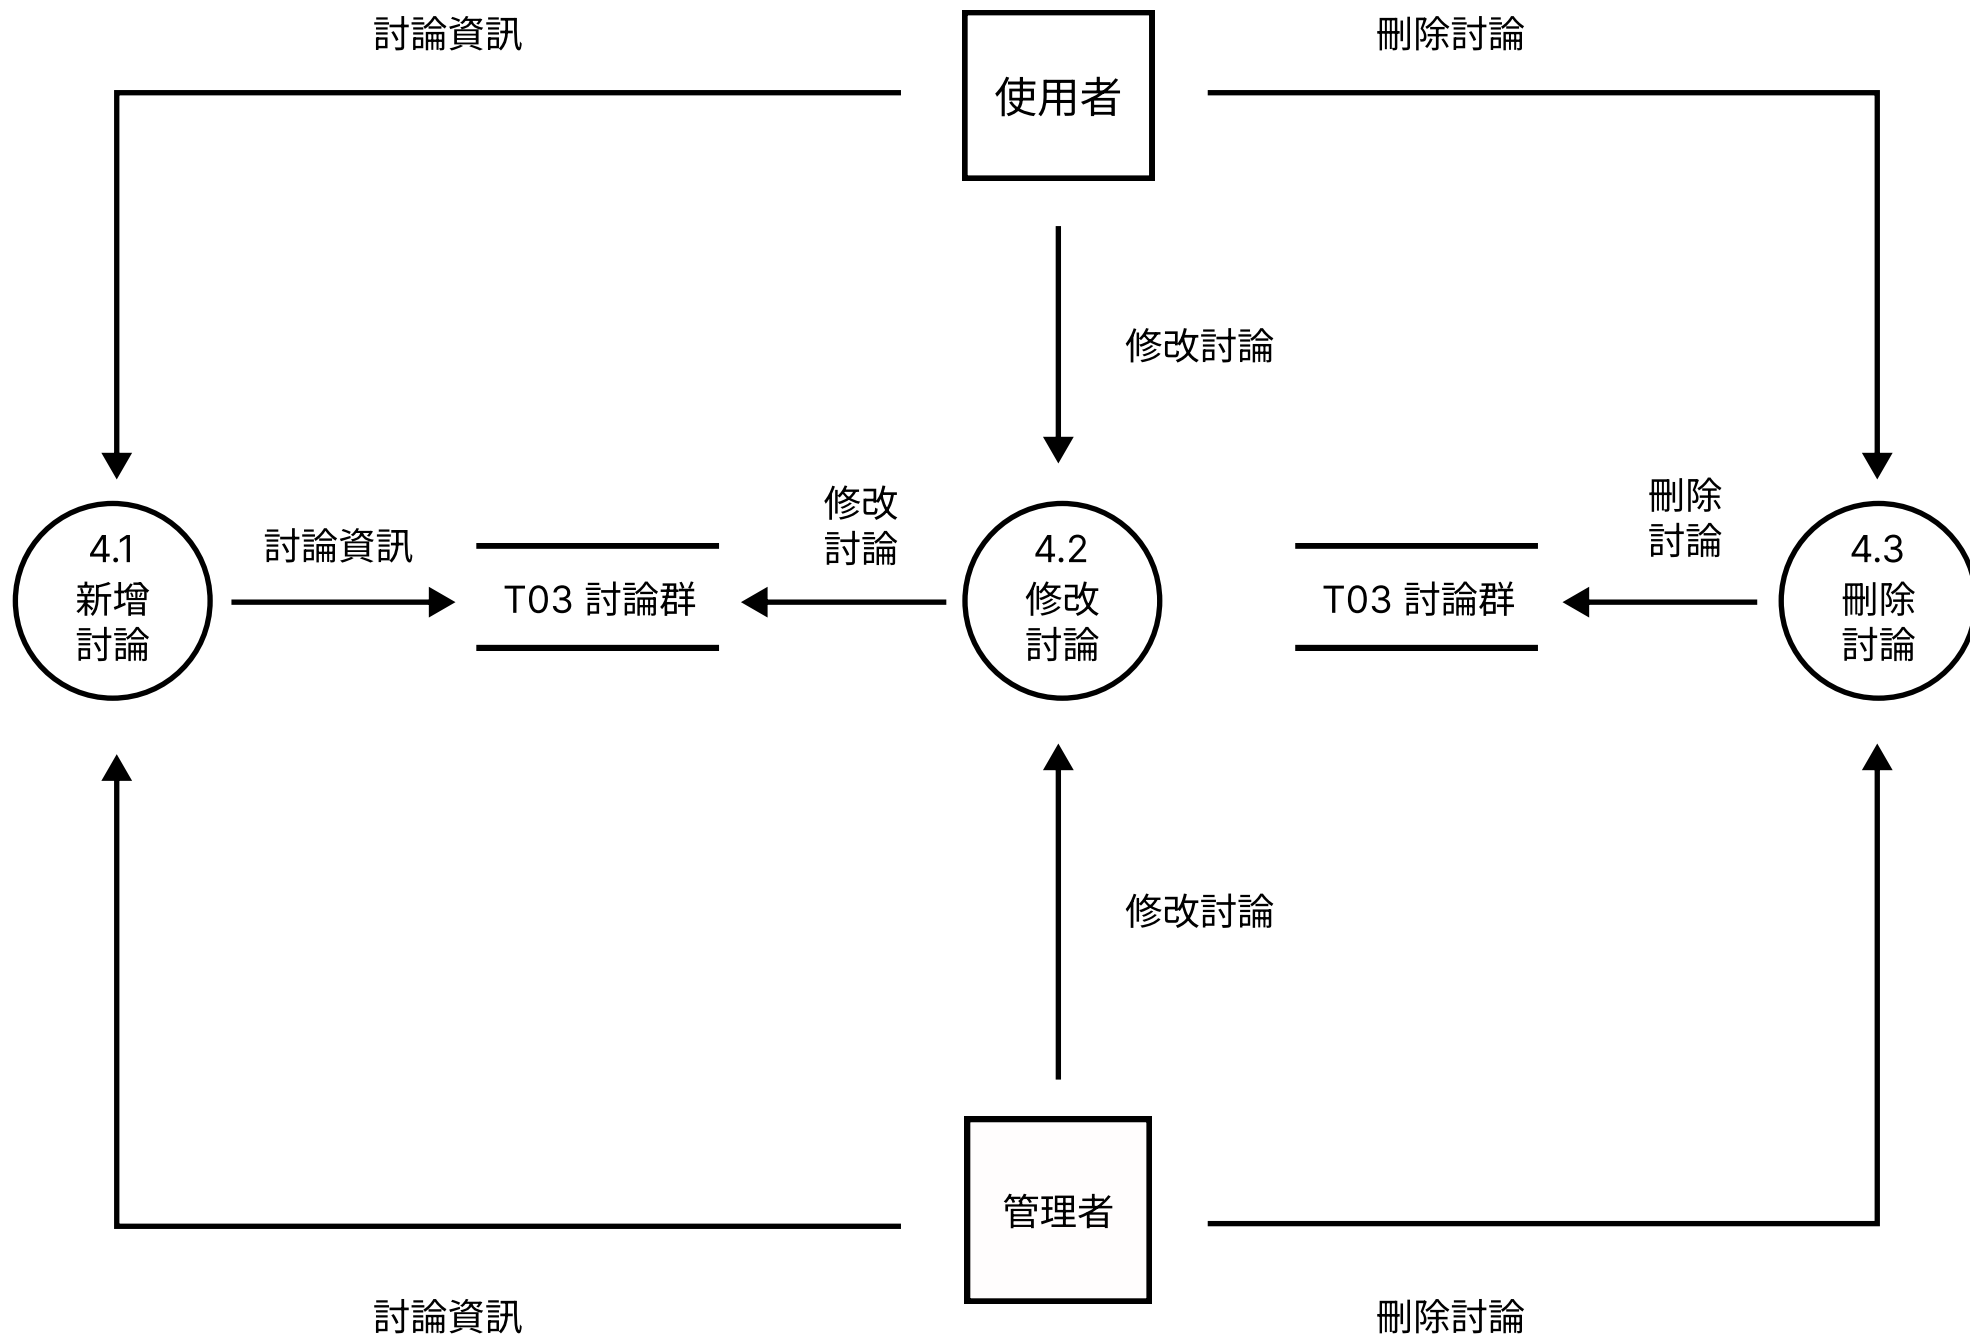 討論資訊
使用者
刪除討論
修改討論
4.1
新增
討論
討論資訊
T03 討論群
修改
討論
4.2
修改
討論
T03 討論群
刪除
討論
4.3
刪除
討論
修改討論
管理者
討論資訊
刪除討論